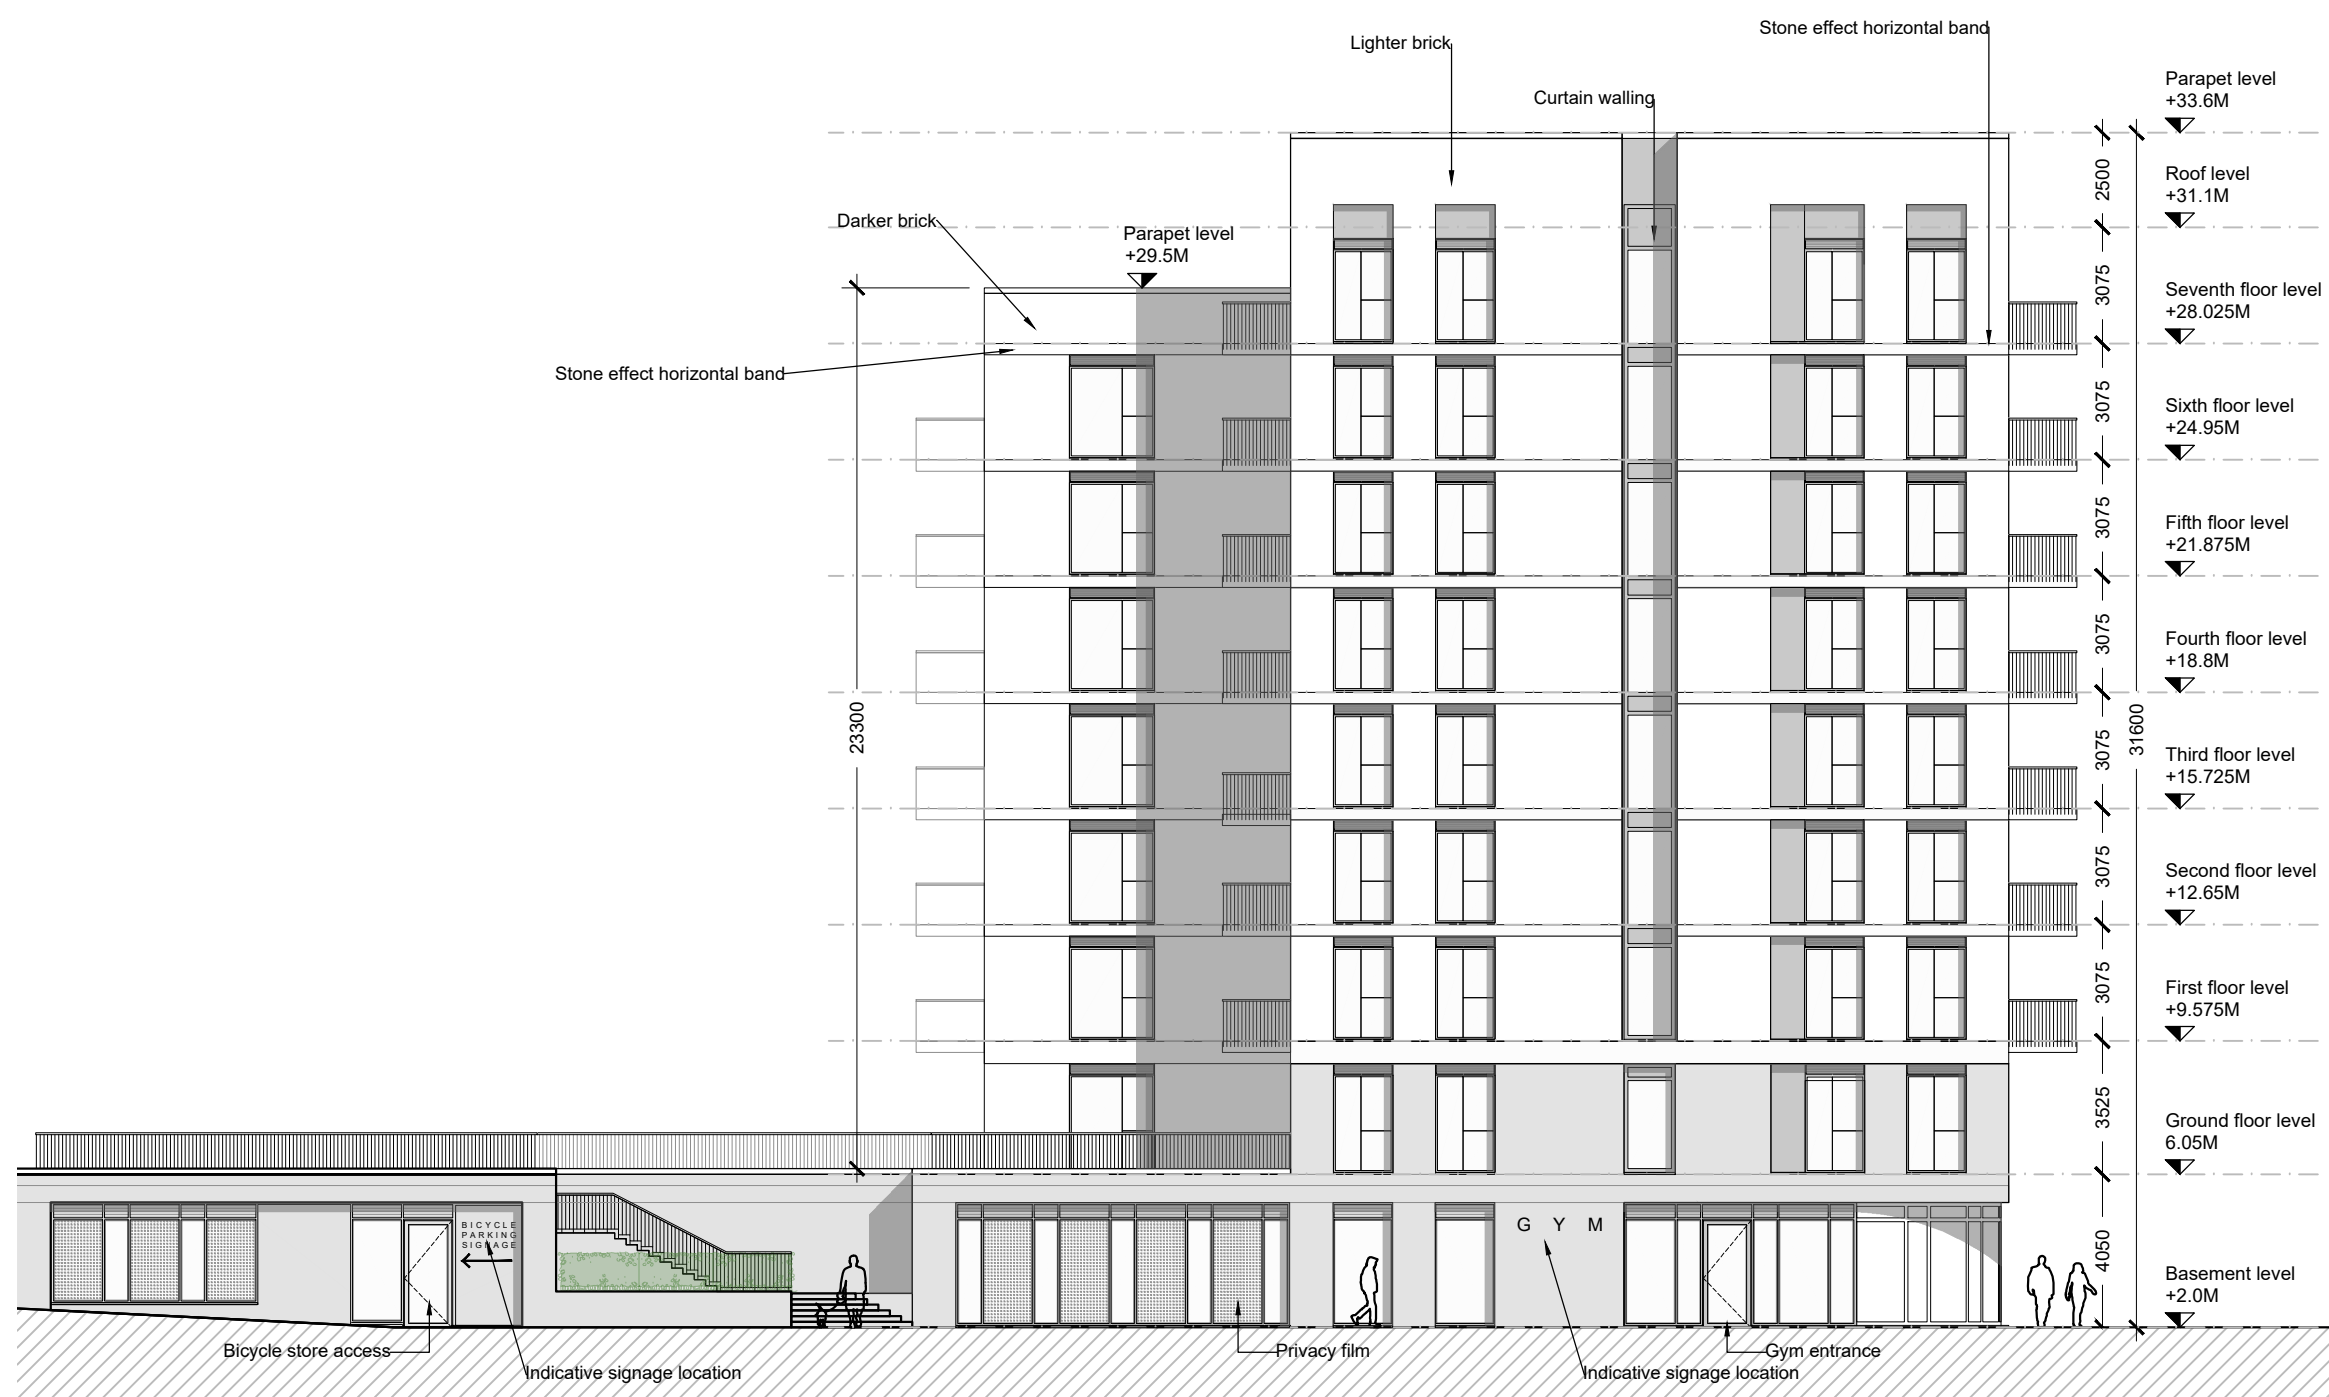 Stone effect horizontal band
Lighter brick
Curtain walling
Parapet level
+33.6M
2500
Roof level
+31.1M
Darker brick
Parapet level
+29.5M
3075
Seventh floor level
+28.025M
Stone effect horizontal band
3075
Sixth floor level
+24.95M
3075
Fifth floor level
+21.875M
3075
Fourth floor level
+18.8M
23300
31600
3075
Third floor level
+15.725M
3075
Second floor level
+12.65M
3075
First floor level
+9.575M
3525
Ground floor level
6.05M
BICYCLE
PARKING
SIGNAGE
G Y M
4050
Basement level
+2.0M
Bicycle store access
Indicative signage location
Privacy film
Gym entrance
Indicative signage location